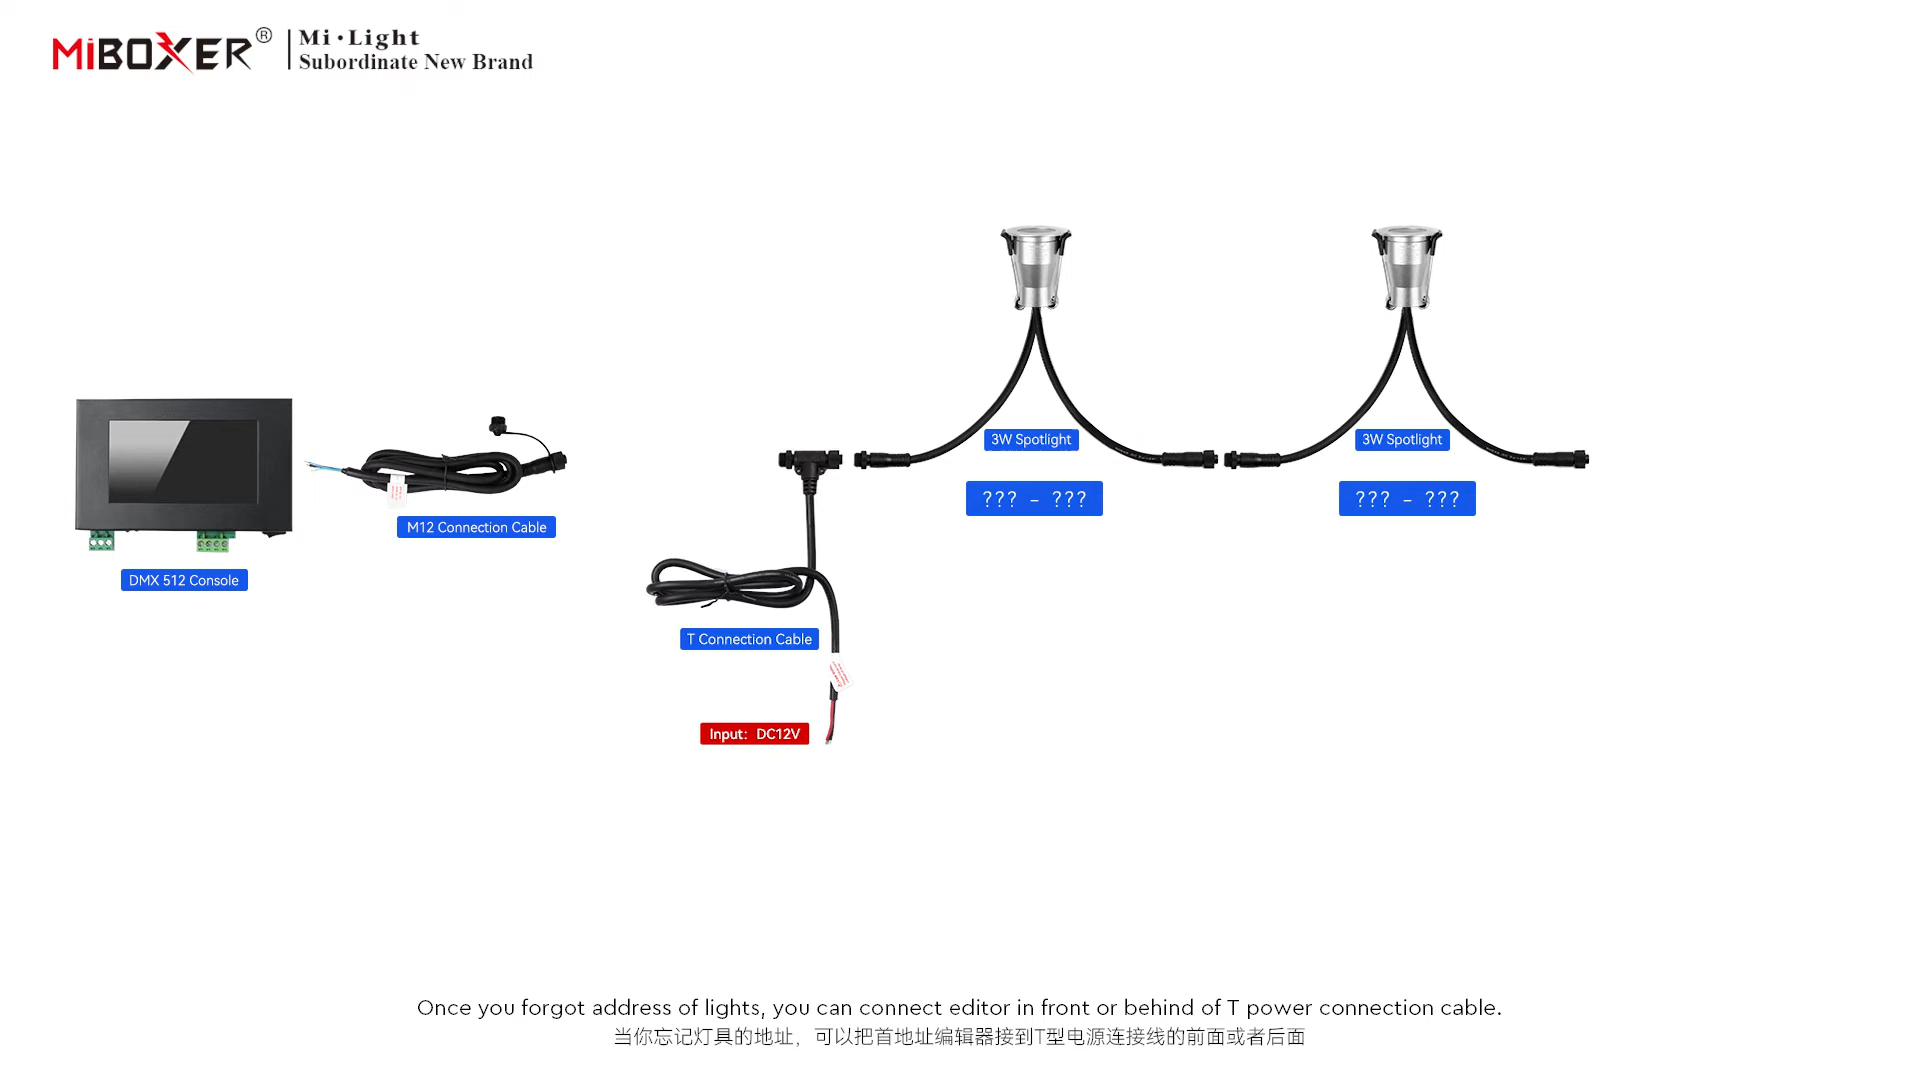 MiBOXER®
Mi·Light
Subordinate New Brand
3W Spotlight
3W Spotlight
??? - ???
??? - ???
M12 Connection Cable
DMX 512 Console
T Connection Cable
Input: DC12V
Once you forgot address of lights, you can connect editor in front or behind of T power connection cable.
当你忘记灯具的地址，可以把首地址编辑器接到T型电源连接线的前面或者后面